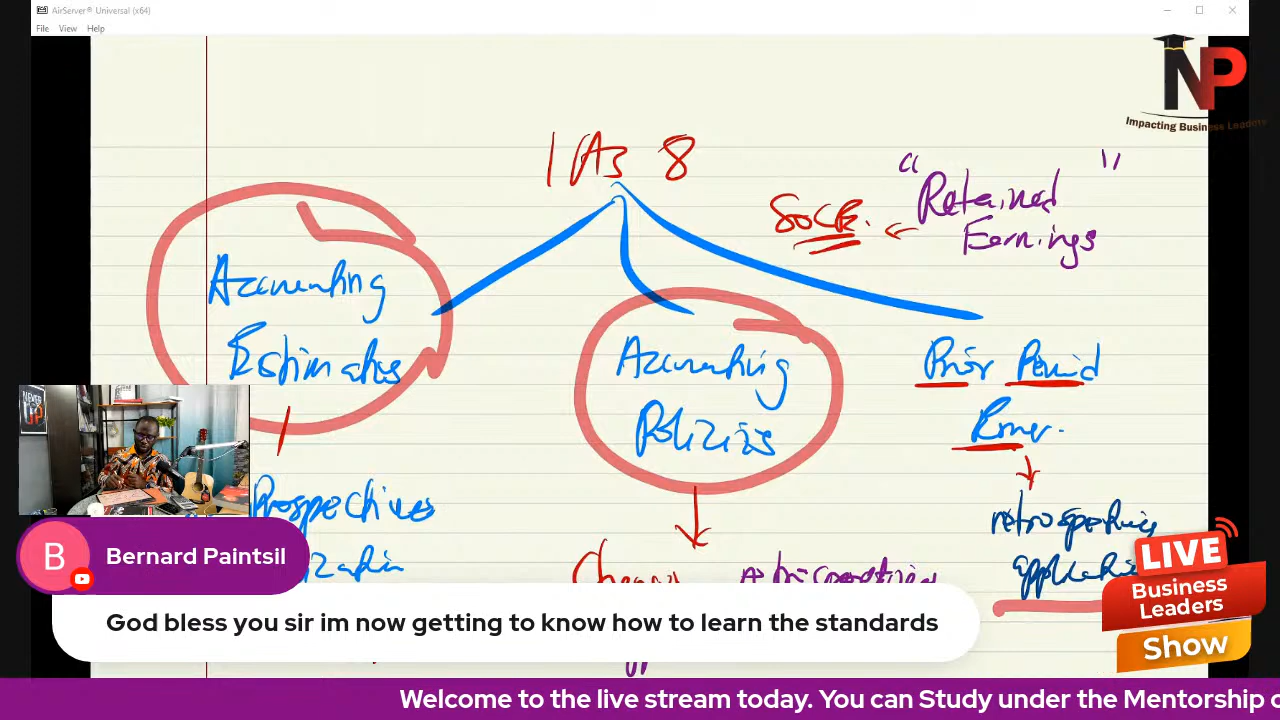 AirServer® Universal (x64)
File View Help
NP
Impacting Business Leaders
IAS 8
"Retained
Earnings"
SOCE.
Accounting
Estimates
Accounting
Policies
Prior Period
Error.
Prospective
retrospective
application
Change
NEVER
UP
B
Bernard Paintsil
God bless you sir im now getting to know how to learn the standards
LIVE
Business
Leaders
Show
Welcome to the live stream today. You can Study under the Mentorship